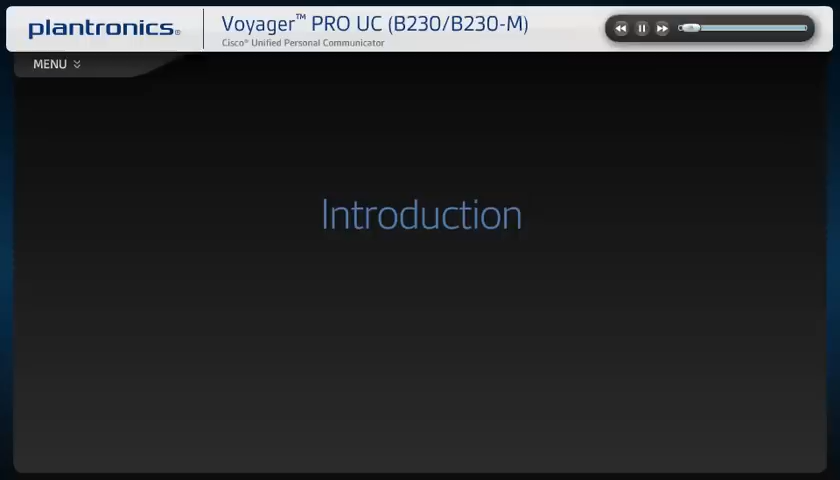 plantronics®
Voyager™ PRO UC (B230/B230-M)
Cisco® Unified Personal Communicator
MENU
Introduction